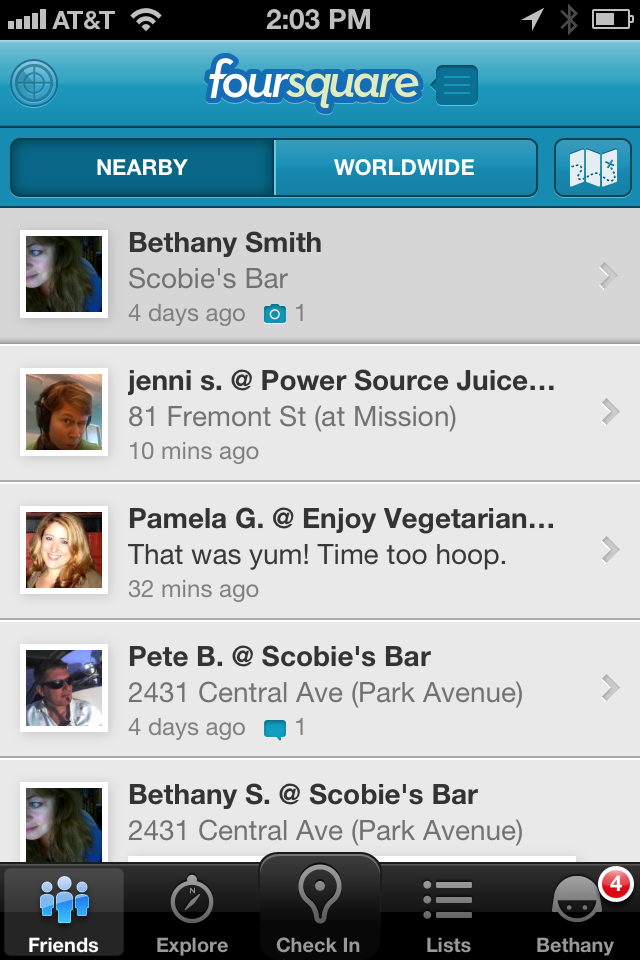 AT&T 2:03 PM
foursquare
NEARBY WORLDWIDE
Bethany Smith
Scobie's Bar
4 days ago 1
jenni s. @ Power Source Juice...
81 Fremont St (at Mission)
10 mins ago
Pamela G. @ Enjoy Vegetarian...
That was yum! Time too hoop.
32 mins ago
Pete B. @ Scobie's Bar
2431 Central Ave (Park Avenue)
4 days ago 1
Bethany S. @ Scobie's Bar
2431 Central Ave (Park Avenue)
N
4
Friends Explore Check In Lists Bethany